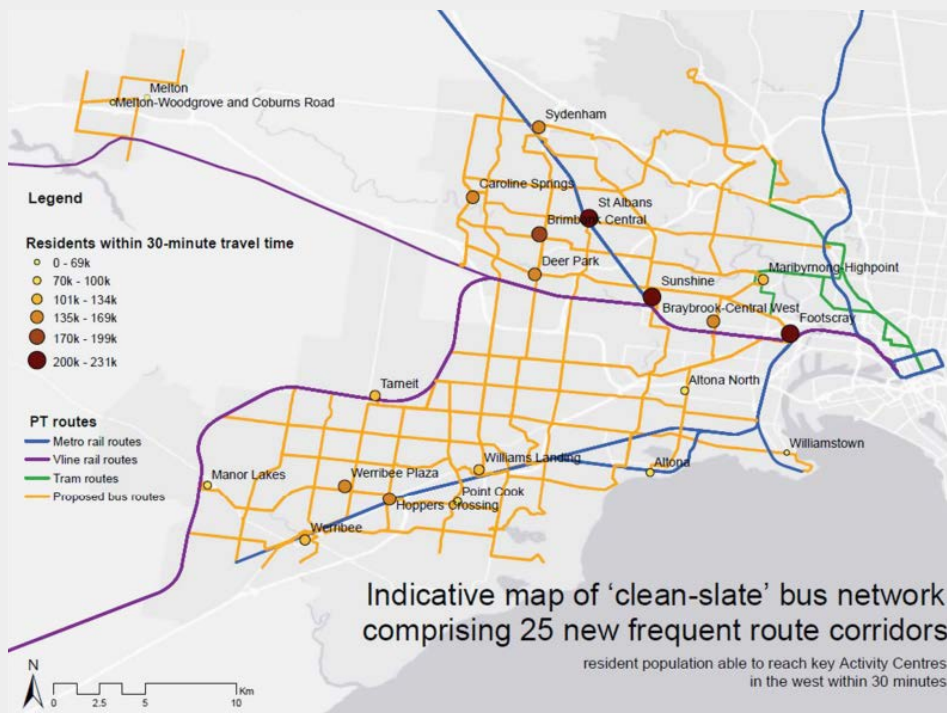 Melton
Melton-Woodgrove and Coburns Road
Sydenham
Legend
Caroline Springs
St Albans
Brimbank Central
Residents within 30-minute travel time
0 - 69k
70k - 100k
101k - 134k
135k - 169k
170k - 199k
200k - 231k
Deer Park
Maribyrnong-Highpoint
Sunshine
Braybrook-Central West
Footscray
Tarneit
Altona North
PT routes
Metro rail routes
Vline rail routes
Tram routes
Proposed bus routes
Manor Lakes
Werribee Plaza
Williams Landing
Altona
Williamstown
Point Cook
Hoppers Crossing
Werribee
Indicative map of ‘clean-slate’ bus network
comprising 25 new frequent route corridors
resident population able to reach key Activity Centres
in the west within 30 minutes
N
Km
0 2.5 5 10